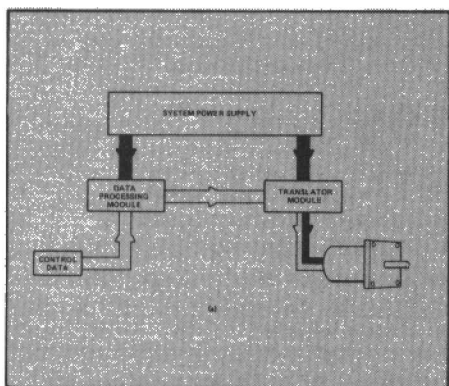 SYSTEM POWER SUPPLY
DATA
PROCESSING
MODULE
TRANSLATOR
MODULE
CONTROL
DATA
(a)